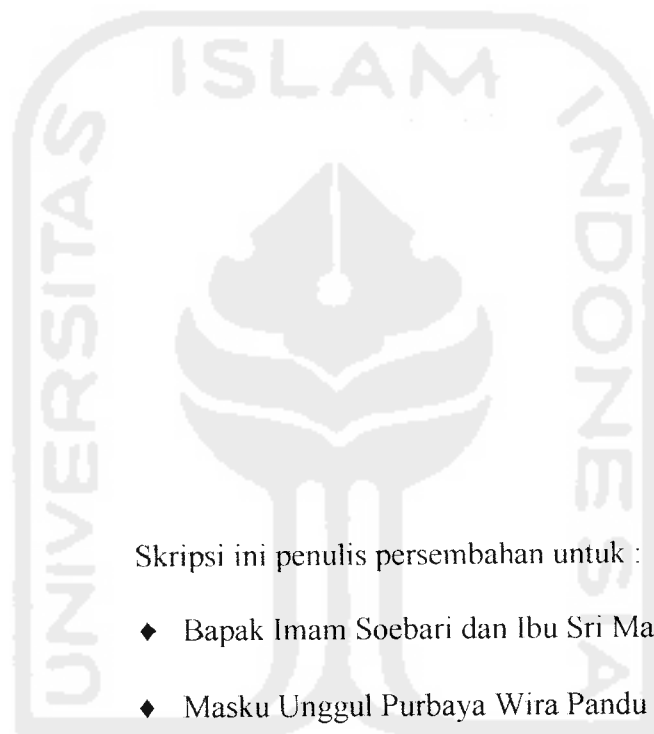 UNIVERSITAS
ISLAM
INDONESIA
Skripsi ini penulis persembahan untuk :
♦ Bapak Imam Soebari dan Ibu Sri Ma
♦ Masku Unggul Purbaya Wira Pandu